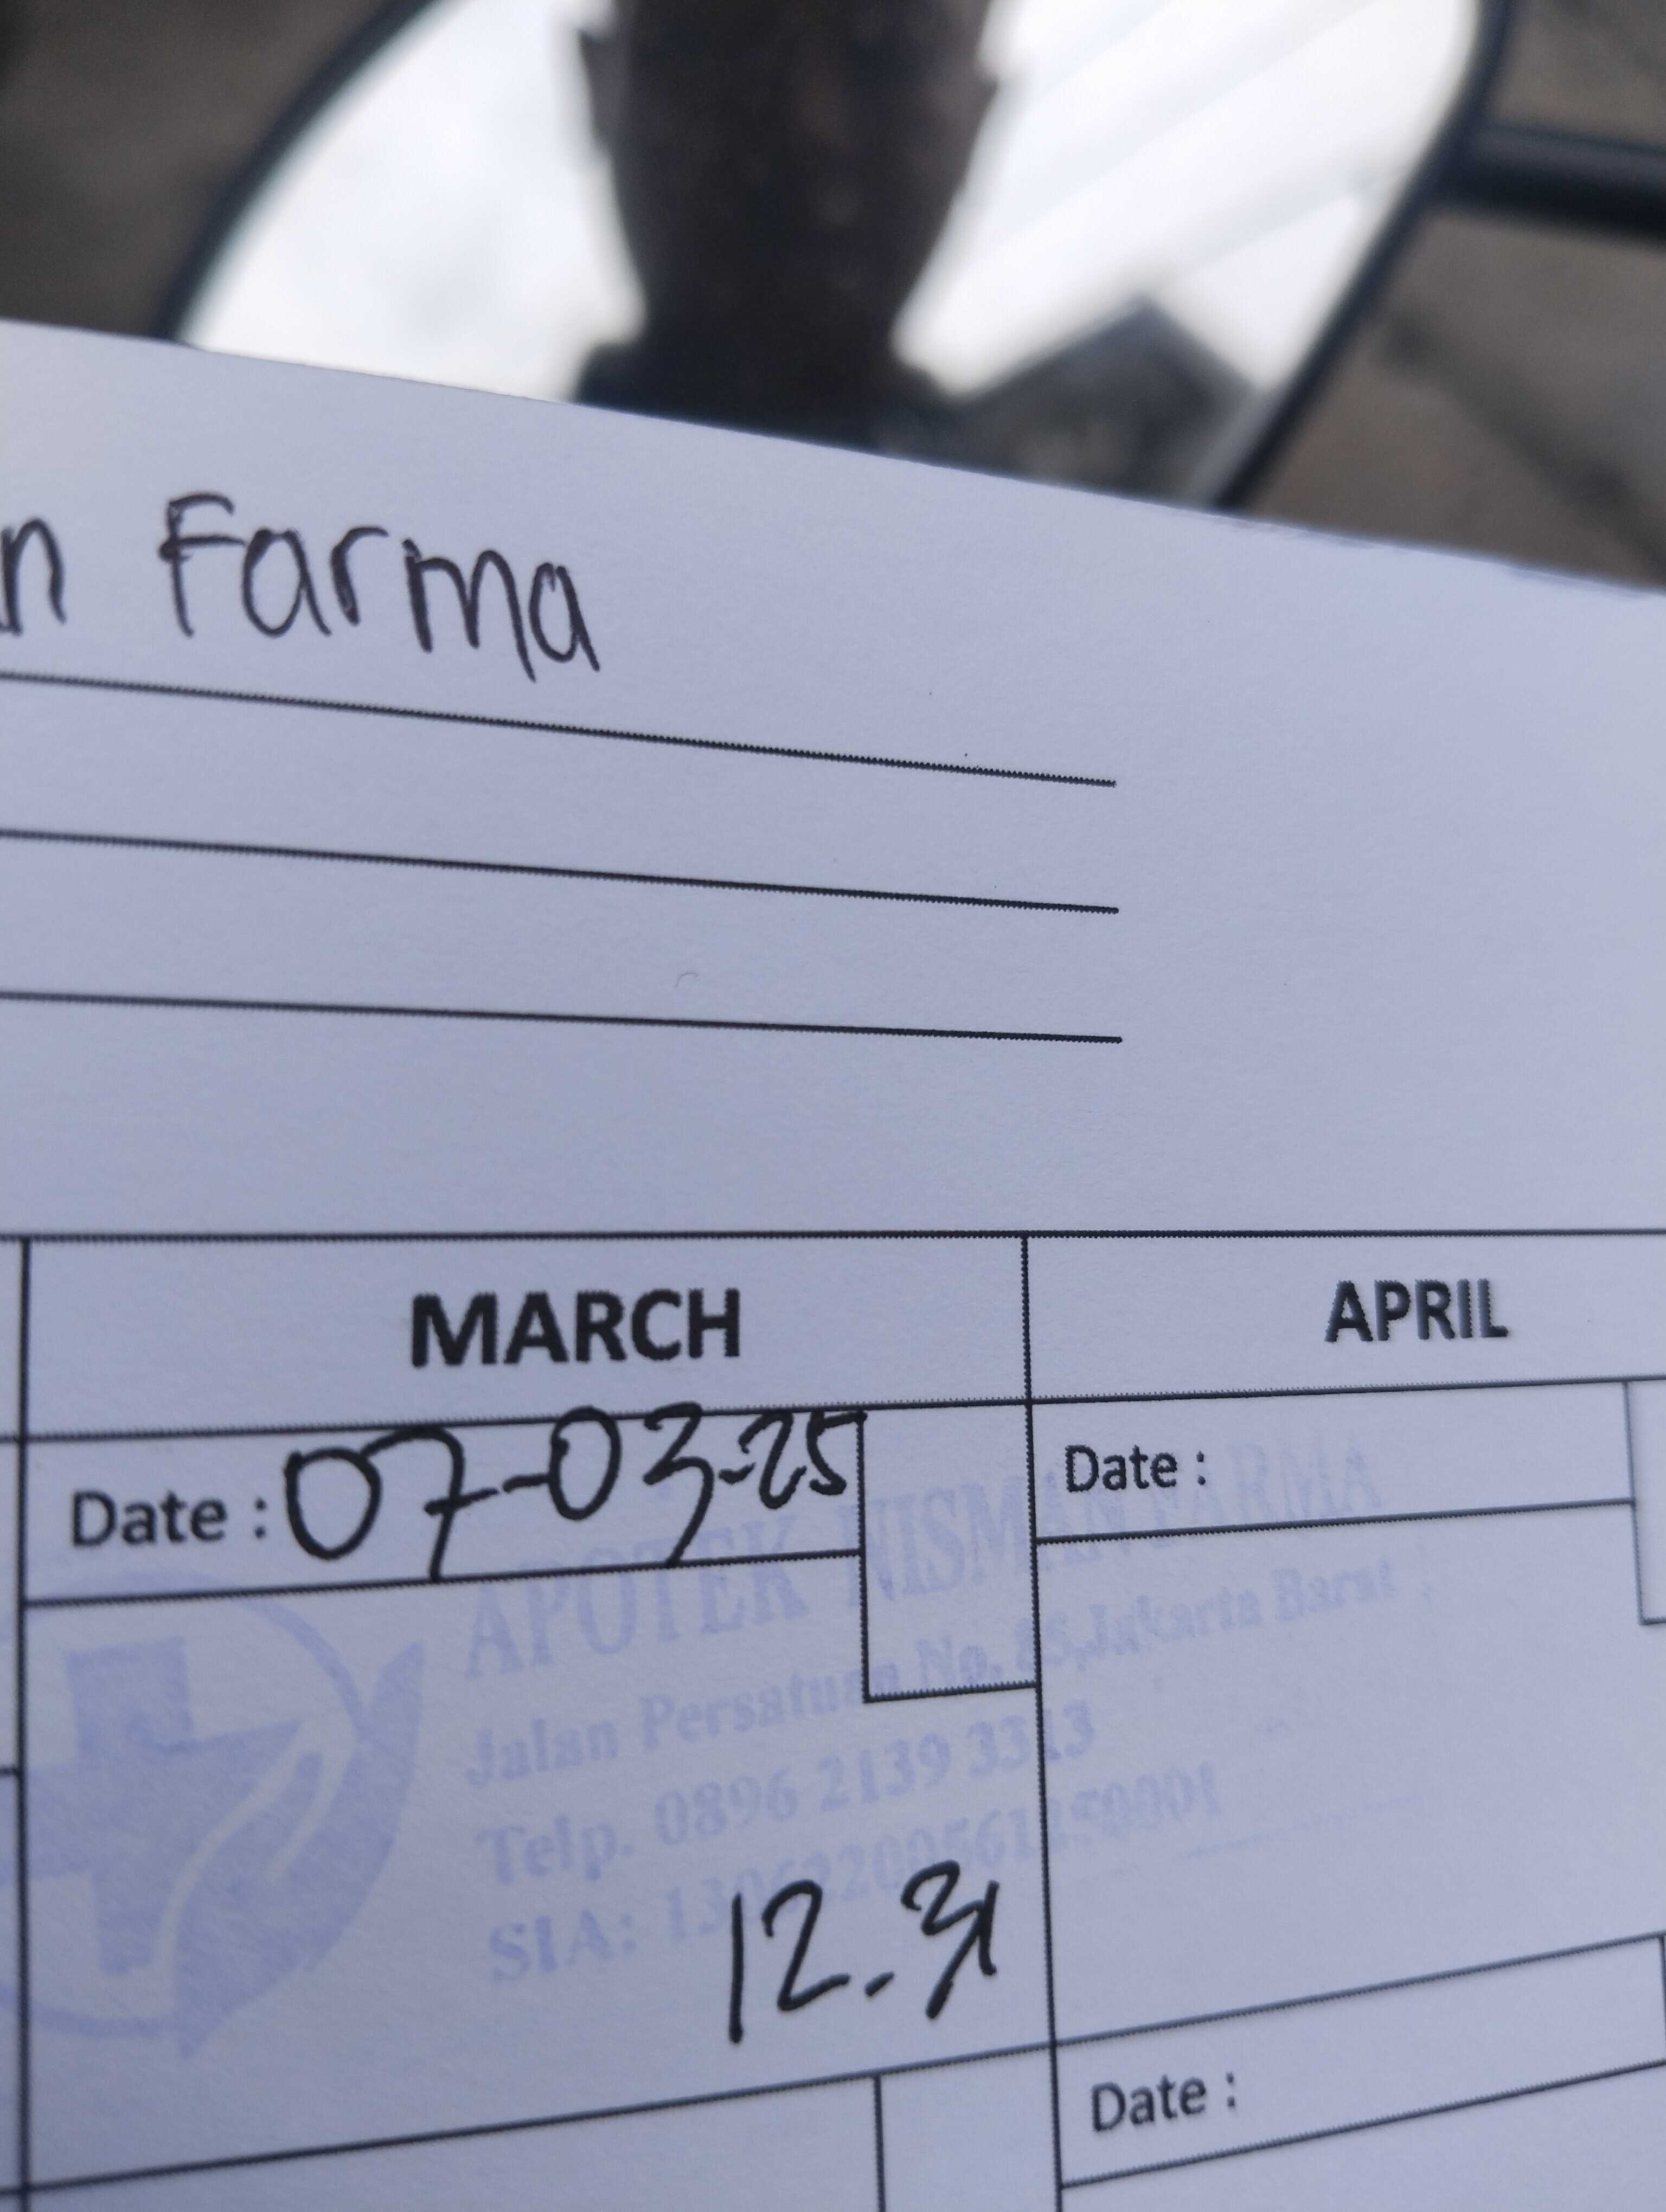 n Farma
MARCH
APRIL
Date : 07-03-25
Date :
APOTEK NISMAN FARMA
Jalan Persatuan No. Jakarta Barat
Telp. 0896 2139 3313
SIA:
12.31
Date :